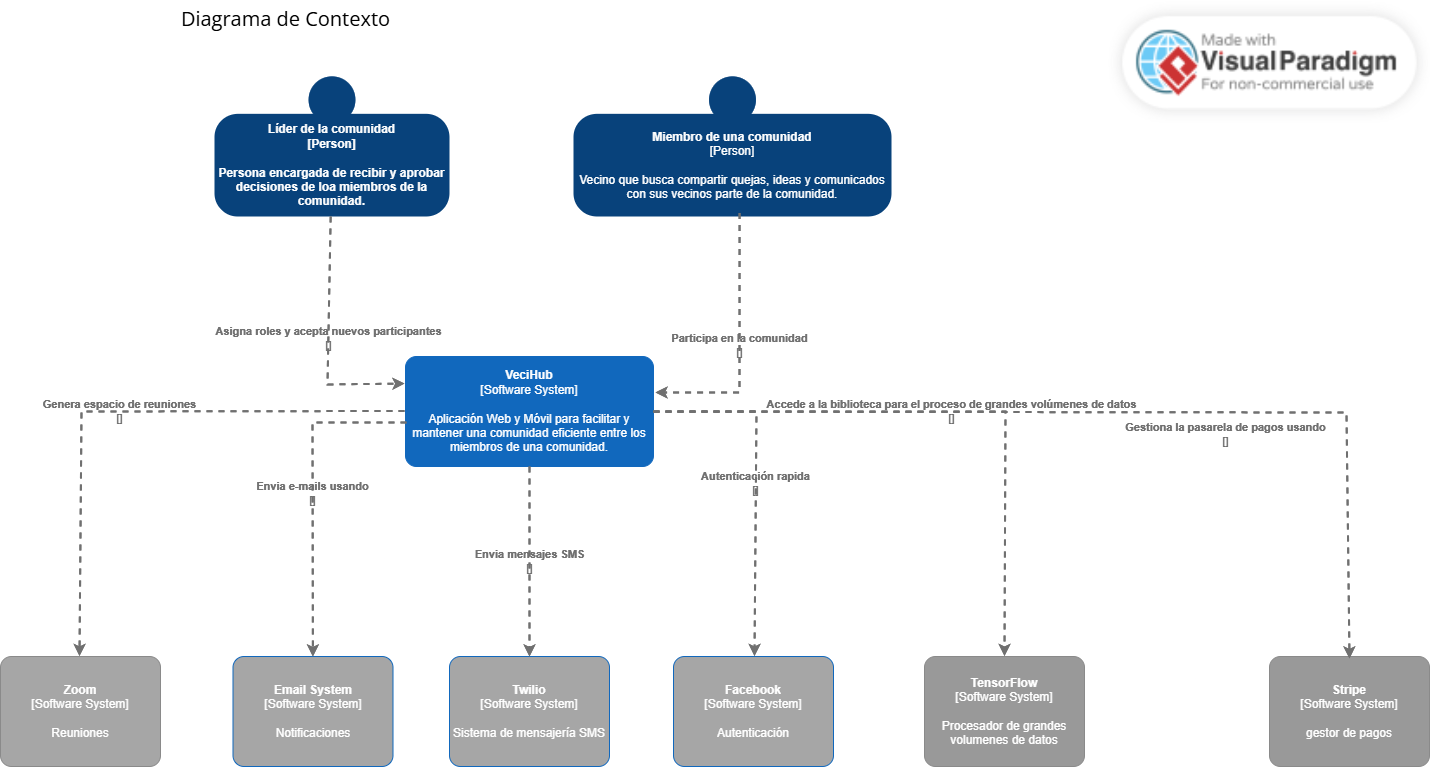 Diagrama de Contexto
Made with
Visual Paradigm
For non-commercial use
Líder de la comunidad
[Person]
Persona encargada de recibir y aprobar
decisiones de loa miembros de la
comunidad.
Miembro de una comunidad
[Person]
Vecino que busca compartir quejas, ideas y comunicados
con sus vecinos parte de la comunidad.
Asigna roles y acepta nuevos participantes
[]
Participa en la comunidad
[]
VeciHub
[Software System]
Aplicación Web y Móvil para facilitar y
mantener una comunidad eficiente entre los
miembros de una comunidad.
Genera espacio de reuniones
[]
Accede a la biblioteca para el proceso de grandes volúmenes de datos
[]
Gestiona la pasarela de pagos usando
[]
Envia e-mails usando
[]
Autenticación rapida
[]
Envia mensajes SMS
[]
Zoom
[Software System]
Reuniones
Email System
[Software System]
Notificaciones
Twilio
[Software System]
Sistema de mensajería SMS
Facebook
[Software System]
Autenticación
TensorFlow
[Software System]
Procesador de grandes
volumenes de datos
Stripe
[Software System]
gestor de pagos